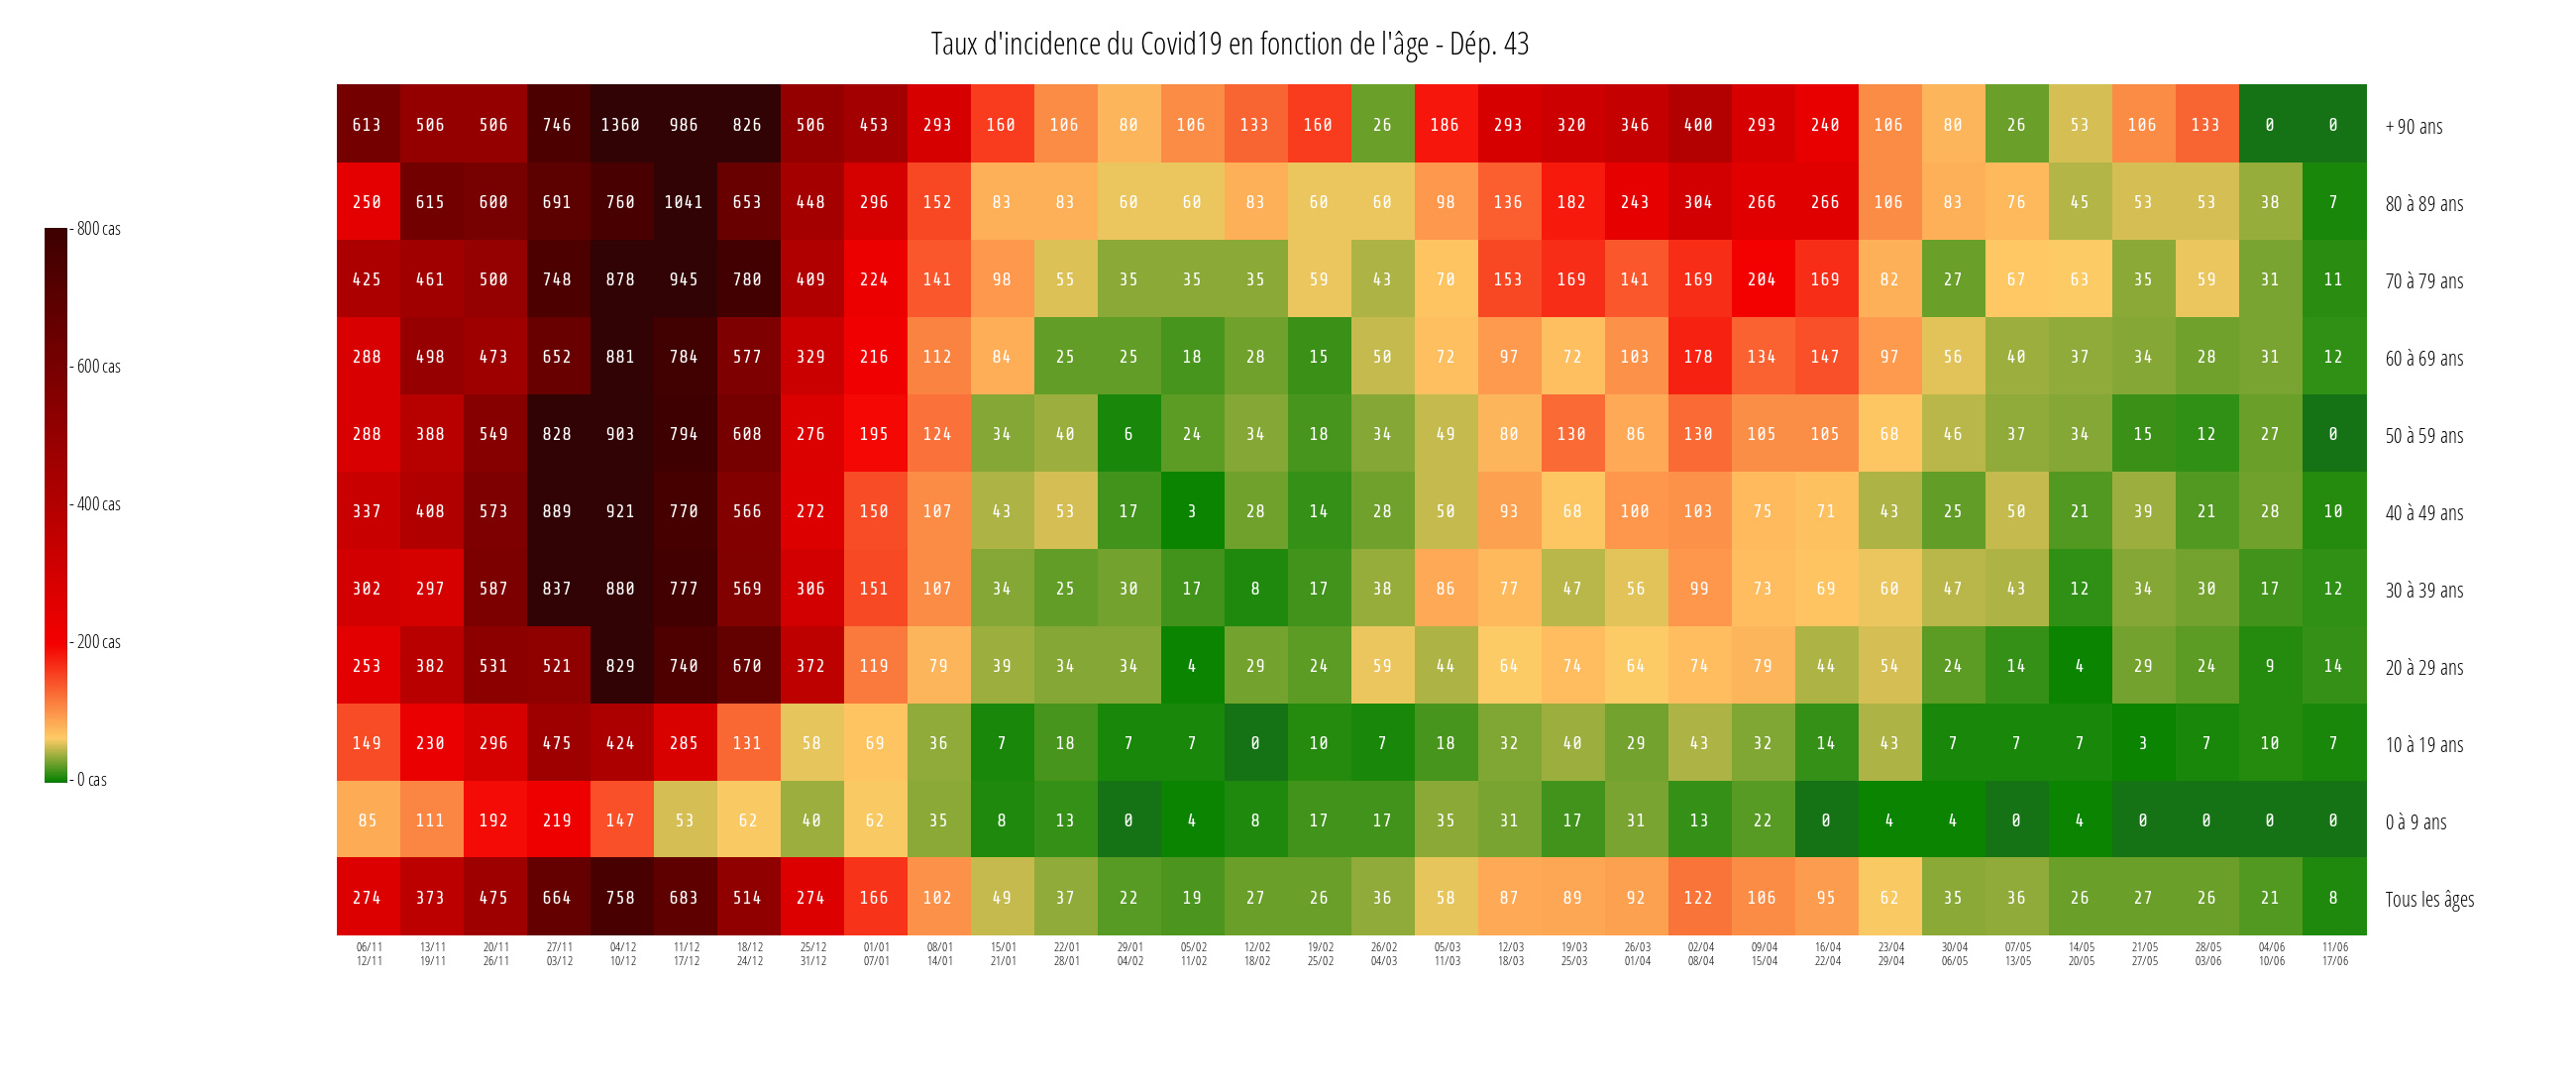 Taux d'incidence du Covid19 en fonction de l'âge - Dép. 43
613 506 506 746 1360 986 826 506 453 293 160 106 80 106 133 160 26 186 293 320 346 400 293 240 106 80 26 53 106 133 0 0 + 90 ans
250 615 600 691 760 1041 653 448 296 152 83 83 60 60 83 60 60 98 136 182 243 304 266 266 106 83 76 45 53 53 38 7 80 à 89 ans
425 461 500 748 878 945 780 409 224 141 98 55 35 35 35 59 43 70 153 169 141 169 204 169 82 27 67 63 35 59 31 11 70 à 79 ans
288 498 473 652 881 784 577 329 216 112 84 25 25 18 28 15 50 72 97 72 103 178 134 147 97 56 40 37 34 28 31 12 60 à 69 ans
288 388 549 828 903 794 608 276 195 124 34 40 6 24 34 18 34 49 80 130 86 130 105 105 68 46 37 34 15 12 27 0 50 à 59 ans
337 408 573 889 921 770 566 272 150 107 43 53 17 3 28 14 28 50 93 68 100 103 75 71 43 25 50 21 39 21 28 10 40 à 49 ans
302 297 587 837 880 777 569 306 151 107 34 25 30 17 8 17 38 86 77 47 56 99 73 69 60 47 43 12 34 30 17 12 30 à 39 ans
253 382 531 521 829 740 670 372 119 79 39 34 34 4 29 24 59 44 64 74 64 74 79 44 54 24 14 4 29 24 9 14 20 à 29 ans
149 230 296 475 424 285 131 58 69 36 7 18 7 7 0 10 7 18 32 40 29 43 32 14 43 7 7 7 3 7 10 7 10 à 19 ans
85 111 192 219 147 53 62 40 62 35 8 13 0 4 8 17 17 35 31 17 31 13 22 0 4 4 0 4 0 0 0 0 0 à 9 ans
274 373 475 664 758 683 514 274 166 102 49 37 22 19 27 26 36 58 87 89 92 122 106 95 62 35 36 26 27 26 21 8 Tous les âges
06/11 13/11 20/11 27/11 04/12 11/12 18/12 25/12 01/01 08/01 15/01 22/01 29/01 05/02 12/02 19/02 26/02 05/03 12/03 19/03 26/03 02/04 09/04 16/04 23/04 30/04 07/05 14/05 21/05 28/05 04/06 11/06
12/11 19/11 26/11 03/12 10/12 17/12 24/12 31/12 07/01 14/01 21/01 28/01 04/02 11/02 18/02 25/02 04/03 11/03 18/03 25/03 01/04 08/04 15/04 22/04 29/04 06/05 13/05 20/05 27/05 03/06 10/06 17/06
- 800 cas
- 600 cas
- 400 cas
- 200 cas
- 0 cas